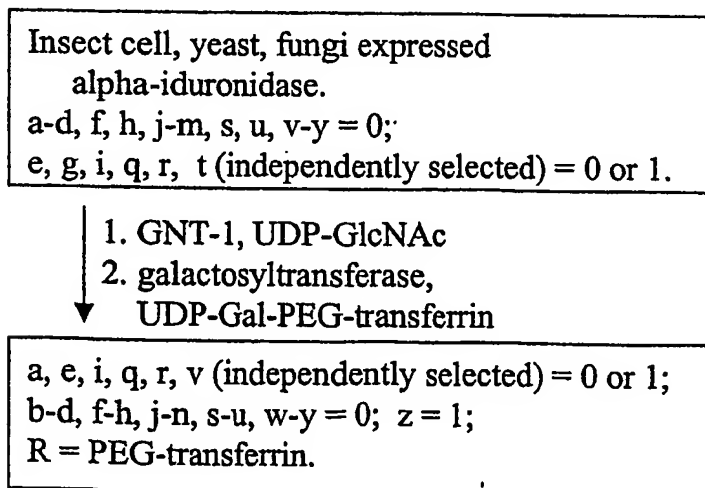 Insect cell, yeast, fungi expressed
alpha-iduronidase.
a-d, f, h, j-m, s, u, v-y = 0;
e, g, i, q, r, t (independently selected) = 0 or 1.
1. GNT-1, UDP-GlcNAc
2. galactosyltransferase,
UDP-Gal-PEG-transferrin
a, e, i, q, r, v (independently selected) = 0 or 1;
b-d, f-h, j-n, s-u, w-y = 0; z = 1;
R = PEG-transferrin.